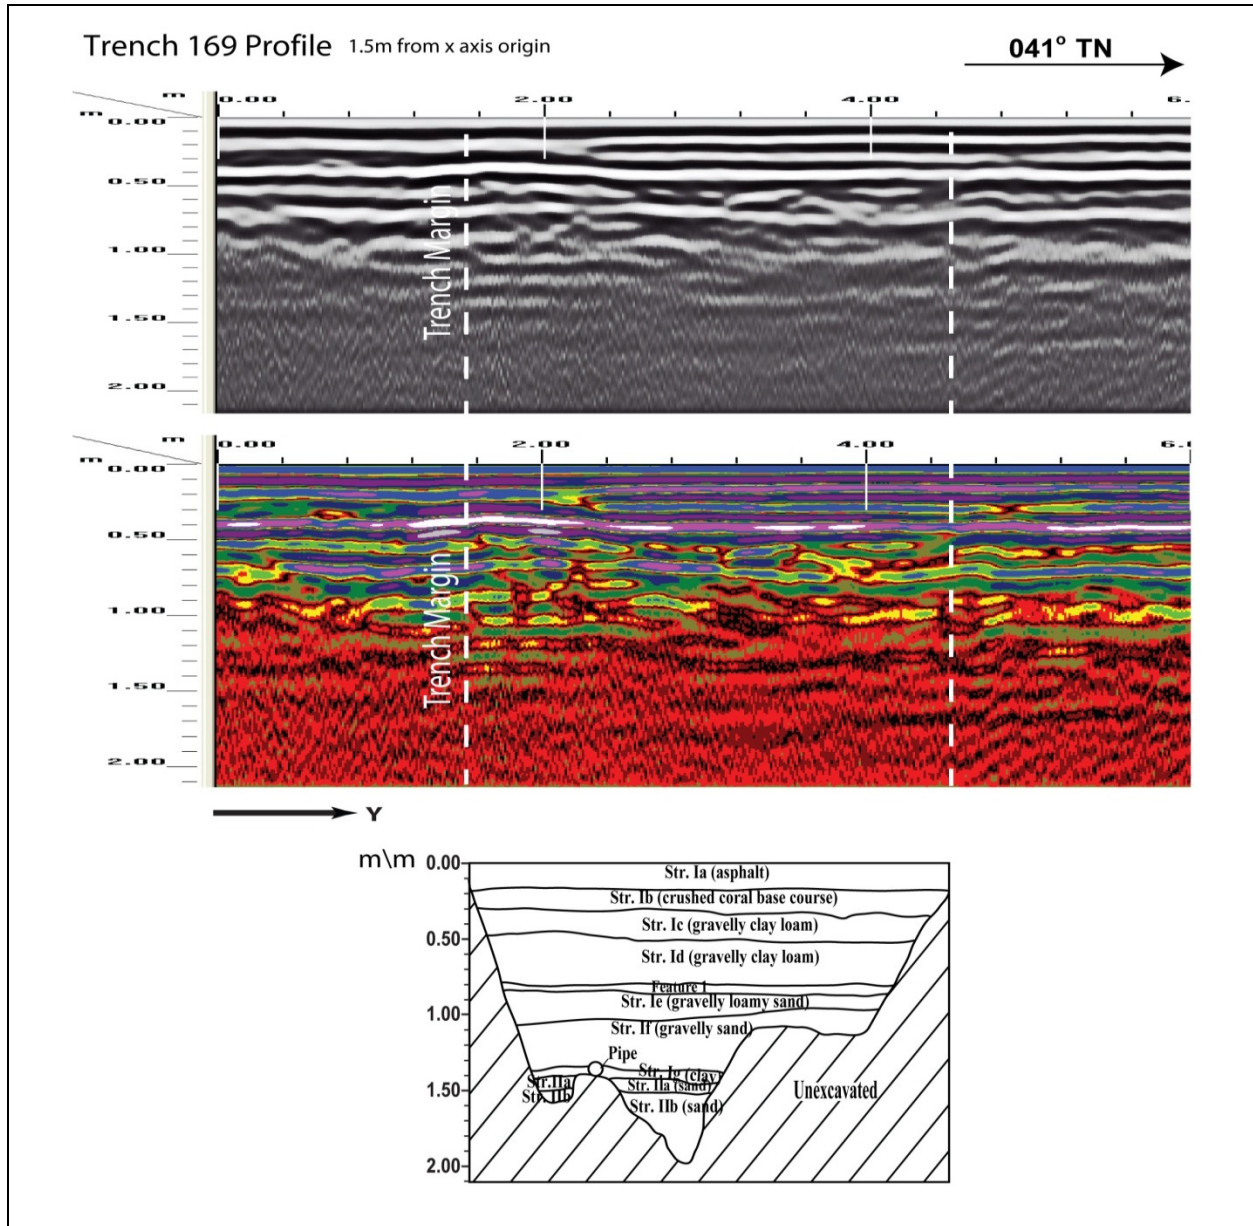 Trench 169 Profile 1.5m from x axis origin
041° TN
m 0.00 2.00 4.00 6.
m
0.00
0.50
1.00
1.50
2.00
Trench Margin
m 0.00 2.00 4.00 6.0
m
0.00
0.50
1.00
1.50
2.00
Trench Margin
Y
m\m
0.00
0.50
1.00
1.50
2.00
Str. Ia (asphalt)
Str. Ib (crushed coral base course)
Str. Ic (gravelly clay loam)
Str. Id (gravelly clay loam)
Feature 1
Str. Ie (gravelly loamy sand)
Str. If (gravelly sand)
Pipe
Str. Ig (clay)
Str.IIa
Str. IIa (sand)
Str. IIb
Str. IIb (sand)
Unexcavated